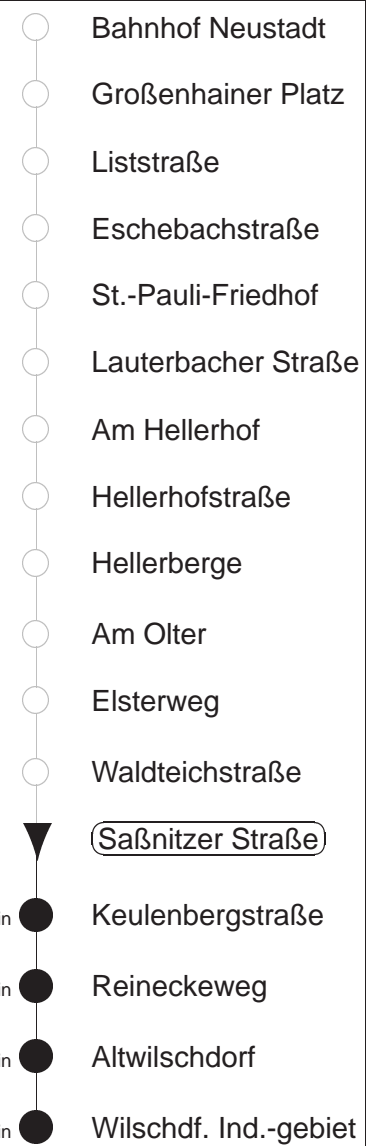 Bahnhof Neustadt
Großenhainer Platz
Liststraße
Eschebachstraße
St.-Pauli-Friedhof
Lauterbacher Straße
Am Hellerhof
Hellerhofstraße
Hellerberge
Am Olter
Elsterweg
Waldteichstraße
Saßnitzer Straße
Keulenbergstraße
Reineckeweg
Altwilschdorf
Wilschdf. Ind.-gebiet